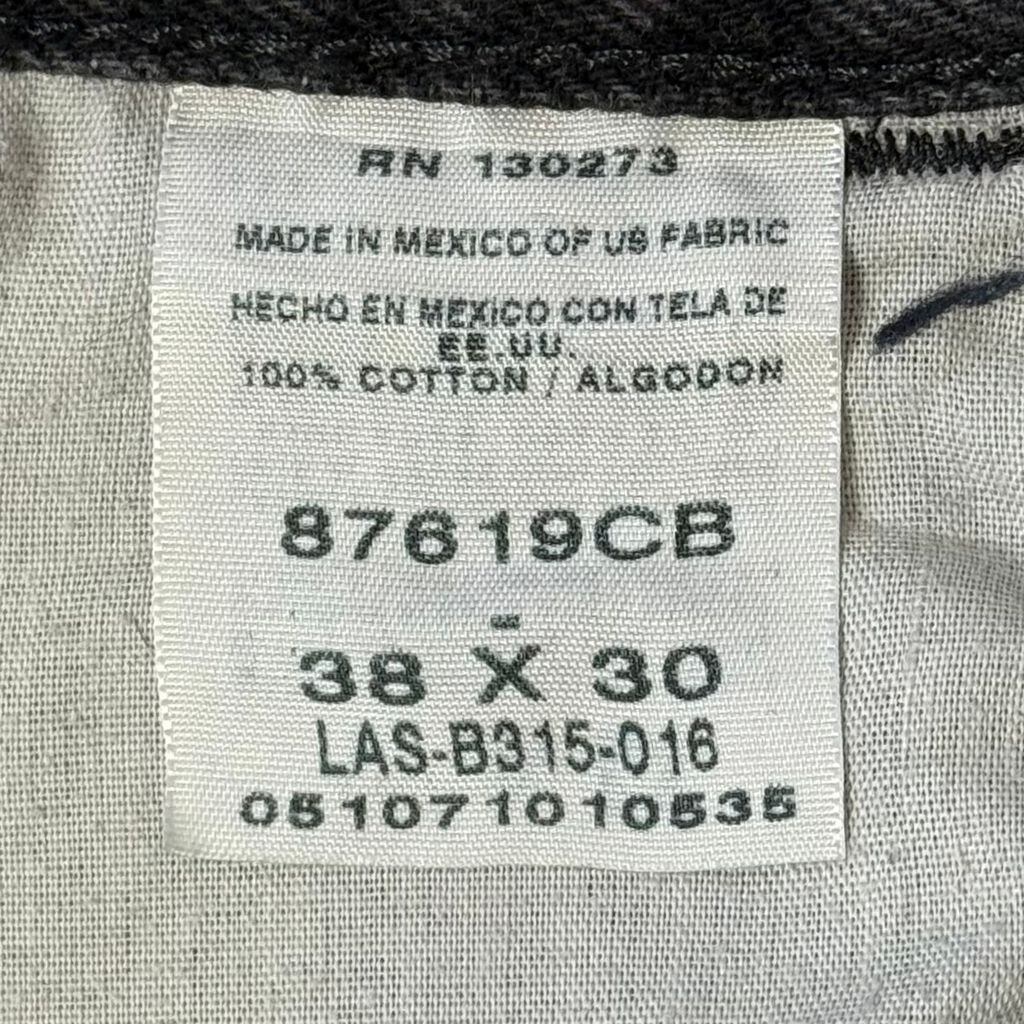 RN 130273
MADE IN MEXICO OF US FABRIC
HECHO EN MEXICO CON TELA DE
EE.UU.
100% COTTON / ALGODON
87619CB
-
38 X 30
LAS-B315-016
051071010535